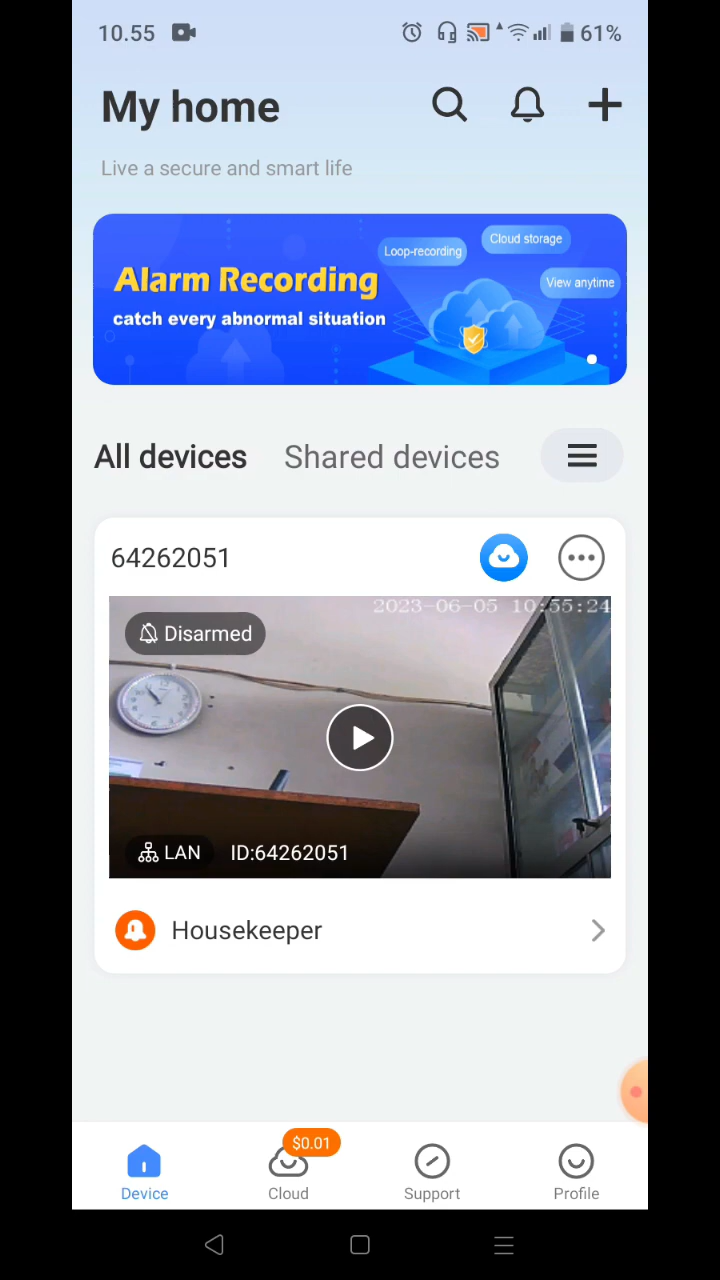 10.55
61%
My home
Live a secure and smart life
Loop-recording
Cloud storage
View anytime
Alarm Recording
catch every abnormal situation
All devices
Shared devices
64262051
2023-06-05 10:55:24
Disarmed
LAN
ID:64262051
Housekeeper
$0.01
Device
Cloud
Support
Profile